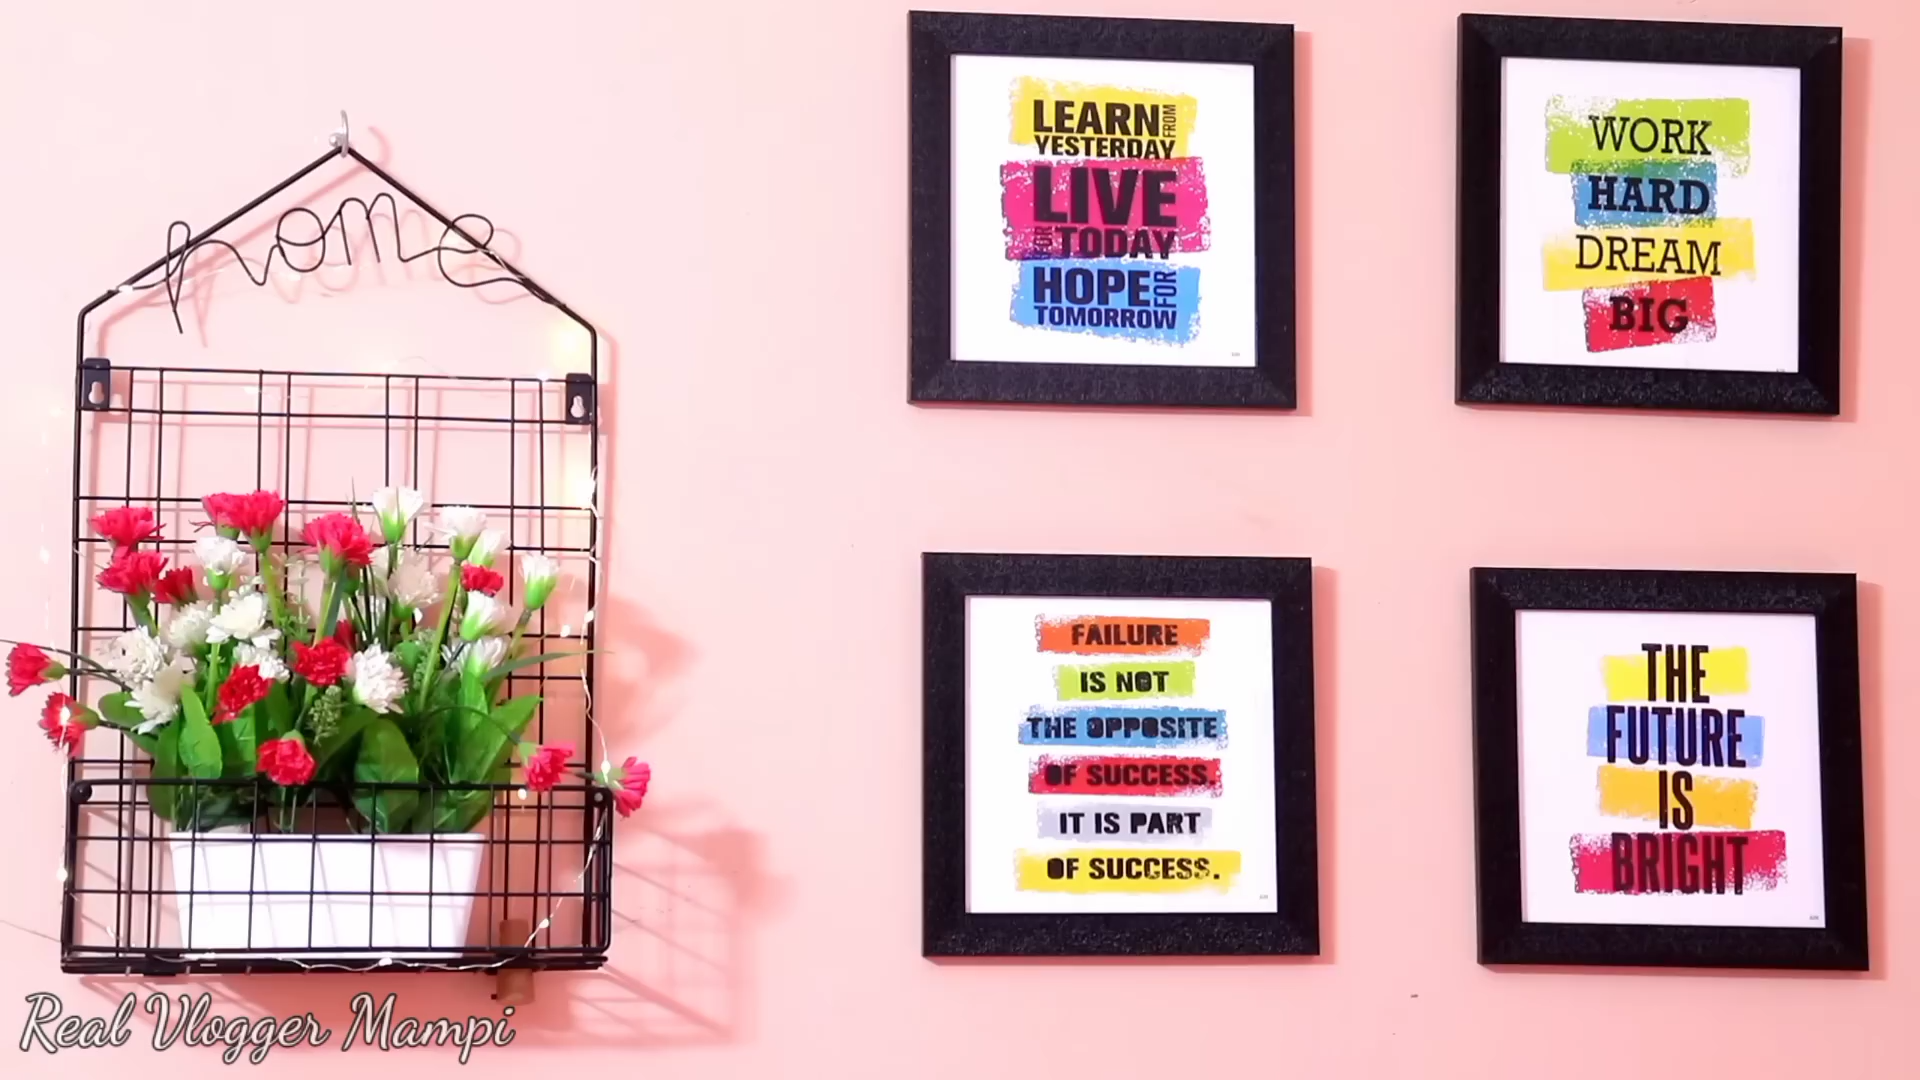 home
LEARN FROM
YESTERDAY
LIVE
FOR TODAY
HOPE FOR
TOMORROW
WORK
HARD
DREAM
BIG
FAILURE
IS NOT
THE OPPOSITE
OF SUCCESS.
IT IS PART
OF SUCCESS.
THE
FUTURE
IS
BRIGHT
Real Vlogger Mampi